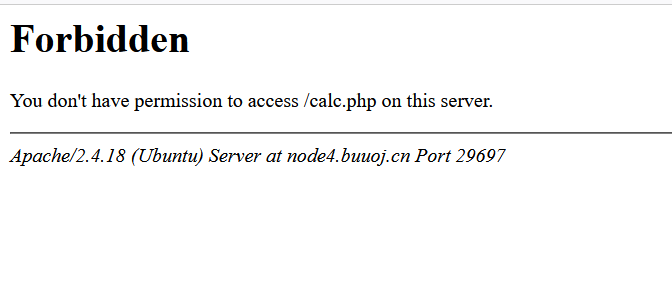 Forbidden
You don't have permission to access /calc.php on this server.
Apache/2.4.18 (Ubuntu) Server at node4.buuoj.cn Port 29697